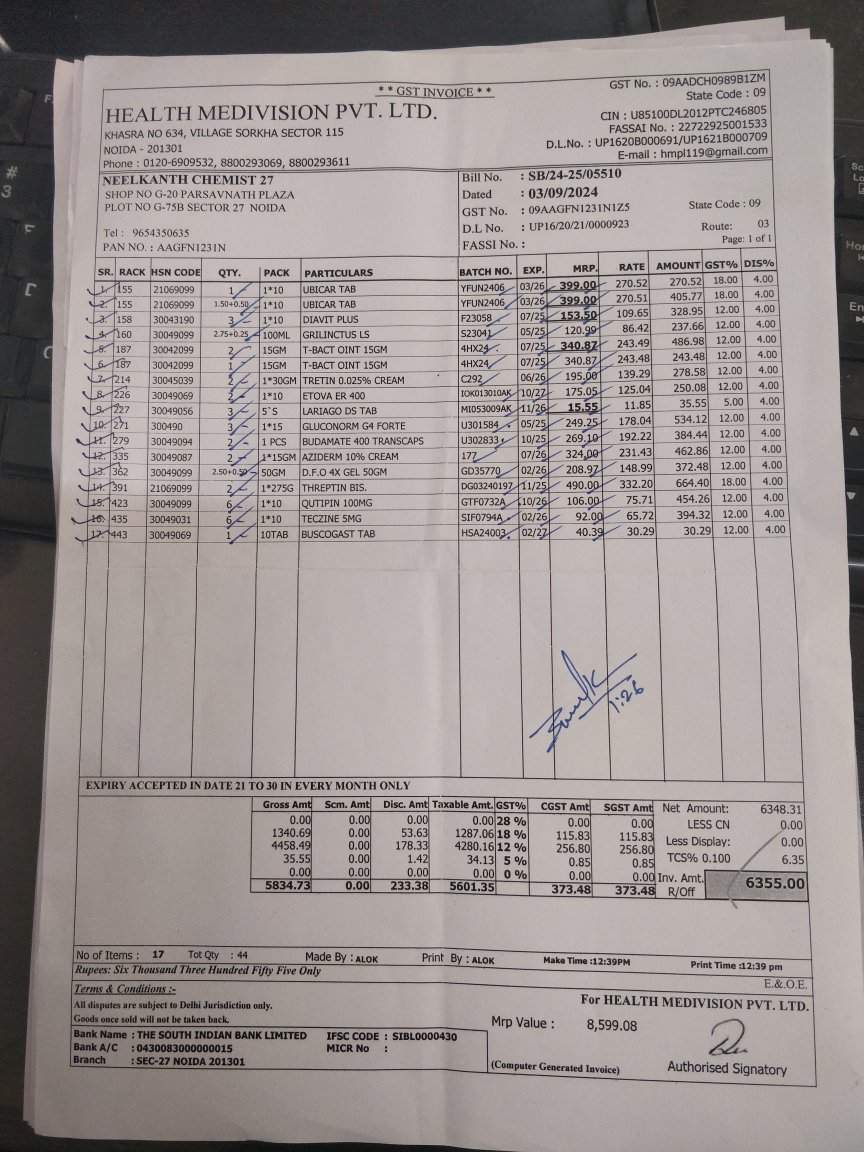 * * GST INVOICE * *
GST No. : 09AADCH0989B1ZM
State Code : 09
HEALTH MEDIVISION PVT. LTD.
KHASRA NO 634, VILLAGE SORKHA SECTOR 115
NOIDA - 201301
Phone : 0120-6909532, 8800293069, 8800293611
CIN : U85100DL2012PTC246805
FASSAI No. : 22722925001533
D.L.No. : UP1620B000691/UP1621B000709
E-mail : hmpl119@gmail.com
NEELKANTH CHEMIST 27
SHOP NO G-20 PARSAVNATH PLAZA
PLOT NO G-75B SECTOR 27 NOIDA
Tel : 9654350635
PAN NO. : AAGFN1231N
Bill No. : SB/24-25/05510
Dated : 03/09/2024
GST No. : 09AAGFN1231N1Z5 State Code : 09
D.L No. : UP16/20/21/0000923 Route: 03
FASSI No. : Page: 1 of 1
SR. RACK HSN CODE QTY. PACK PARTICULARS BATCH NO. EXP. MRP. RATE AMOUNT GST% DIS%
1. 155 21069099 1 1*10 UBICAR TAB YFUN2406 03/26 399.00 270.52 270.52 18.00 4.00
2. 155 21069099 1.50+0.50 1*10 UBICAR TAB YFUN2406 03/26 399.00 270.51 405.77 18.00 4.00
3. 158 30043190 3 1*10 DIAVIT PLUS F23058 07/25 153.50 109.65 328.95 12.00 4.00
4. 160 30049099 2.75+0.25 100ML GRILINCTUS LS S23041 05/25 120.99 86.42 237.66 12.00 4.00
5. 187 30042099 2 15GM T-BACT OINT 15GM 4HX24 07/25 340.87 243.49 486.98 12.00 4.00
6. 187 30042099 1 15GM T-BACT OINT 15GM 4HX24 07/25 340.87 243.48 243.48 12.00 4.00
7. 214 30045039 2 1*30GM TRETIN 0.025% CREAM C292 06/26 195.00 139.29 278.58 12.00 4.00
8. 226 30049069 2 1*10 ETOVA ER 400 IOK013010AK 10/27 175.05 125.04 250.08 12.00 4.00
9. 227 30049056 3 5`S LARIAGO DS TAB MI053009AK 11/26 15.55 11.85 35.55 5.00 4.00
10. 271 300490 3 1*15 GLUCONORM G4 FORTE U301584 05/25 249.25 178.04 534.12 12.00 4.00
11. 279 30049094 2 1 PCS BUDAMATE 400 TRANSCAPS U302833 10/25 269.10 192.22 384.44 12.00 4.00
12. 335 30049087 2 1*15GM AZIDERM 10% CREAM 177 07/26 324.00 231.43 462.86 12.00 4.00
13. 362 30049099 2.50+0.50 50GM D.F.O 4X GEL 50GM GD35770 02/26 208.97 148.99 372.48 12.00 4.00
14. 391 21069099 2 1*275G THREPTIN BIS. DG03240197 11/25 490.00 332.20 664.40 18.00 4.00
15. 423 30049099 6 1*10 QUTIPIN 100MG GTF0732A 10/26 106.00 75.71 454.26 12.00 4.00
16. 435 30049031 6 1*10 TECZINE 5MG SIF0794A 02/26 92.00 65.72 394.32 12.00 4.00
17. 443 30049069 1 10TAB BUSCOGAST TAB HSA24003 02/27 40.39 30.29 30.29 12.00 4.00
1:26
EXPIRY ACCEPTED IN DATE 21 TO 30 IN EVERY MONTH ONLY
Gross Amt Scm. Amt Disc. Amt Taxable Amt. GST% CGST Amt SGST Amt
0.00 0.00 0.00 0.00 28 % 0.00 0.00
1340.69 0.00 53.63 1287.06 18 % 115.83 115.83
4458.49 0.00 178.33 4280.16 12 % 256.80 256.80
35.55 0.00 1.42 34.13 5 % 0.85 0.85
0.00 0.00 0.00 0.00 0 % 0.00 0.00
5834.73 0.00 233.38 5601.35 373.48 373.48
Net Amount: 6348.31
LESS CN 0.00
Less Display: 0.00
TCS% 0.100 6.35
Inv. Amt. 6355.00
R/Off
No of Items : 17 Tot Qty : 44 Made By : ALOK Print By : ALOK Make Time :12:39PM Print Time :12:39 pm
Rupees: Six Thousand Three Hundred Fifty Five Only
E.&.O.E.
Terms & Conditions :-
All disputes are subject to Delhi Jurisdiction only.
Goods once sold will not be taken back.
Bank Name : THE SOUTH INDIAN BANK LIMITED IFSC CODE : SIBL0000430
Bank A/C : 0430083000000015 MICR No :
Branch : SEC-27 NOIDA 201301
For HEALTH MEDIVISION PVT. LTD.
Mrp Value : 8,599.08
(Computer Generated Invoice)
Authorised Signatory